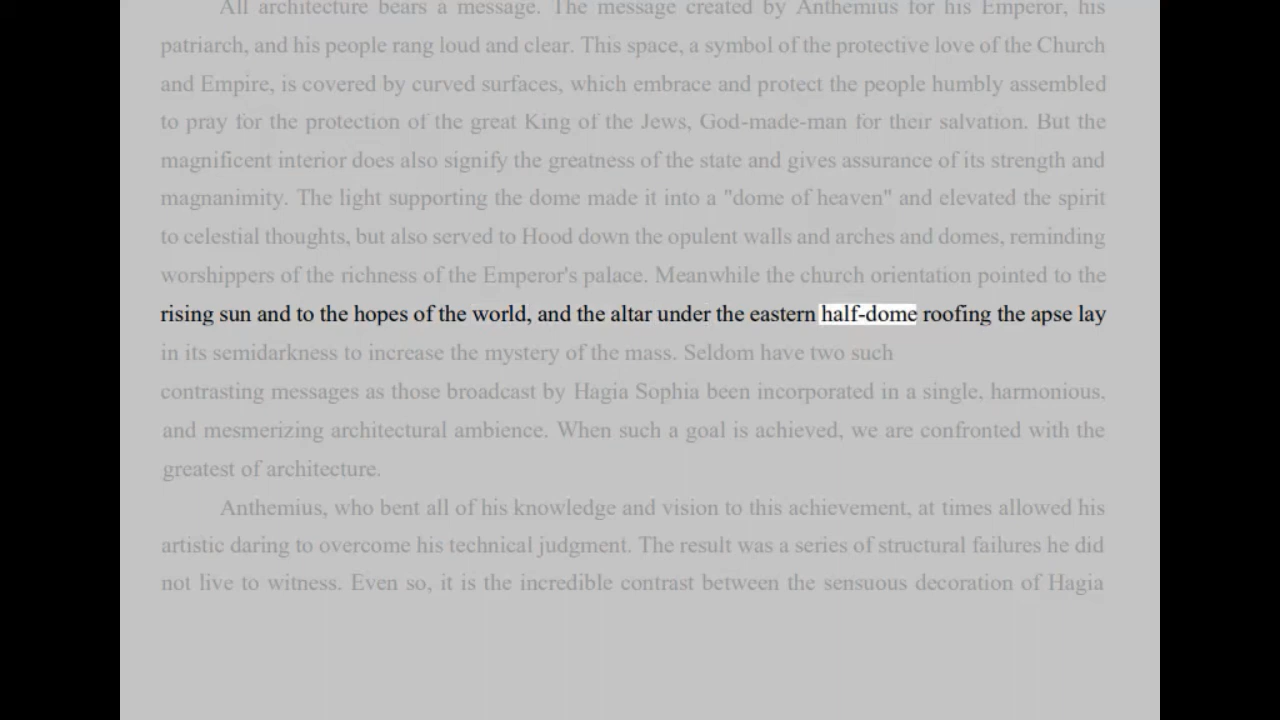 All architecture bears a message. The message created by Anthemius for his Emperor, his
patriarch, and his people rang loud and clear. This space, a symbol of the protective love of the Church
and Empire, is covered by curved surfaces, which embrace and protect the people humbly assembled
to pray for the protection of the great King of the Jews, God-made-man for their salvation. But the
magnificent interior does also signify the greatness of the state and gives assurance of its strength and
magnanimity. The light supporting the dome made it into a "dome of heaven" and elevated the spirit
to celestial thoughts, but also served to Hood down the opulent walls and arches and domes, reminding
worshippers of the richness of the Emperor's palace. Meanwhile the church orientation pointed to the
rising sun and to the hopes of the world, and the altar under the eastern half-dome roofing the apse lay
in its semidarkness to increase the mystery of the mass. Seldom have two such
contrasting messages as those broadcast by Hagia Sophia been incorporated in a single, harmonious,
and mesmerizing architectural ambience. When such a goal is achieved, we are confronted with the
greatest of architecture.
Anthemius, who bent all of his knowledge and vision to this achievement, at times allowed his
artistic daring to overcome his technical judgment. The result was a series of structural failures he did
not live to witness. Even so, it is the incredible contrast between the sensuous decoration of Hagia